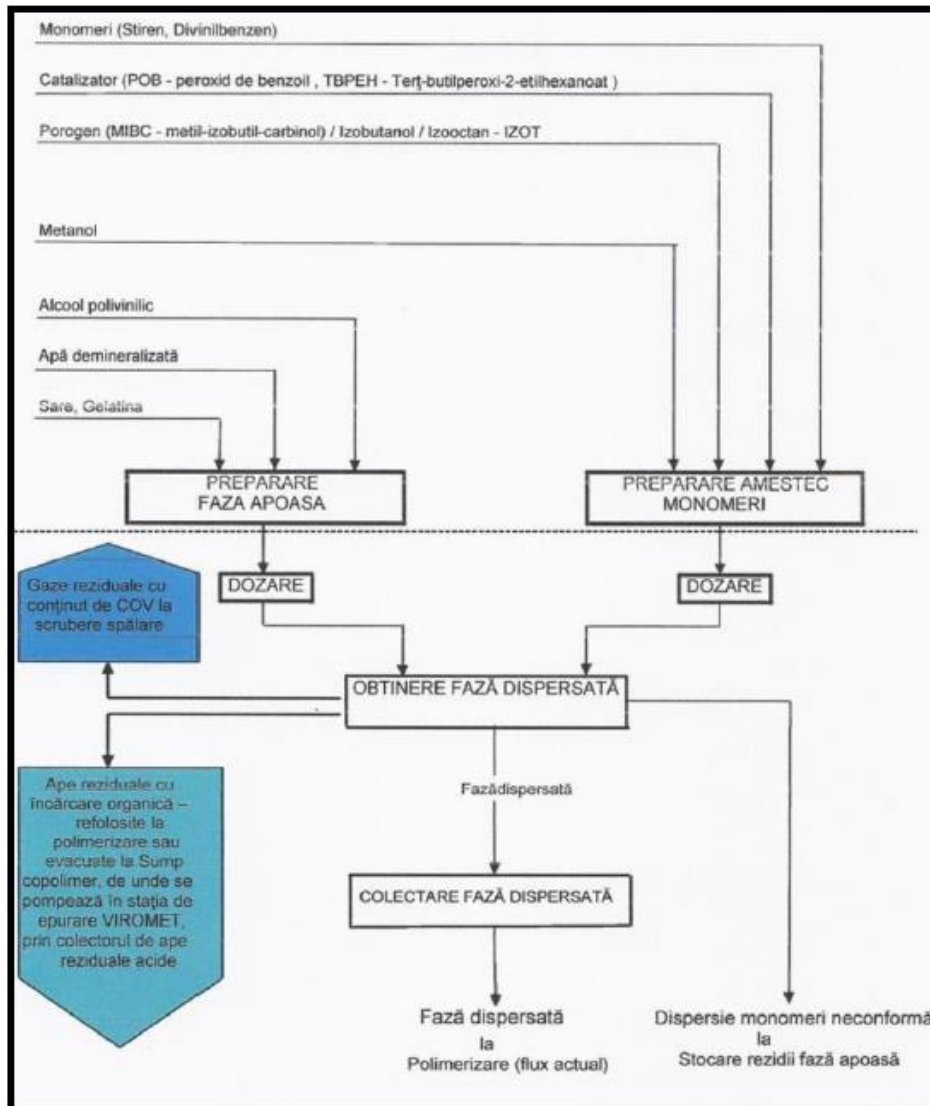 Monomeri (Stiren, Divinilbenzen)
Catalizator (POB - peroxid de benzoil , TBPEH - Terţ-butilperoxi-2-etilhexanoat )
Porogen (MIBC - metil-izobutil-carbinol) / Izobutanol / Izooctan - IZOT
Metanol
Alcool polivinilic
Apă demineralizată
Sare, Gelatina
PREPARARE
FAZA APOASA
PREPARARE AMESTEC
MONOMERI
DOZARE
DOZARE
Gaze reziduale cu
conţinut de COV la
scrubere spălare
OBTINERE FAZĂ DISPERSATĂ
Ape reziduale cu
încărcare organică –
refolosite la
polimerizare sau
evacuate la Sump
copolimer, de unde se
pompează în staţia de
epurare VIROMET,
prin colectorul de ape
reziduale acide
Fazădispersată
COLECTARE FAZĂ DISPERSATĂ
Fază dispersată
la
Polimerizare (flux actual)
Dispersie monomeri neconformă
la
Stocare rezidii fază apoasă